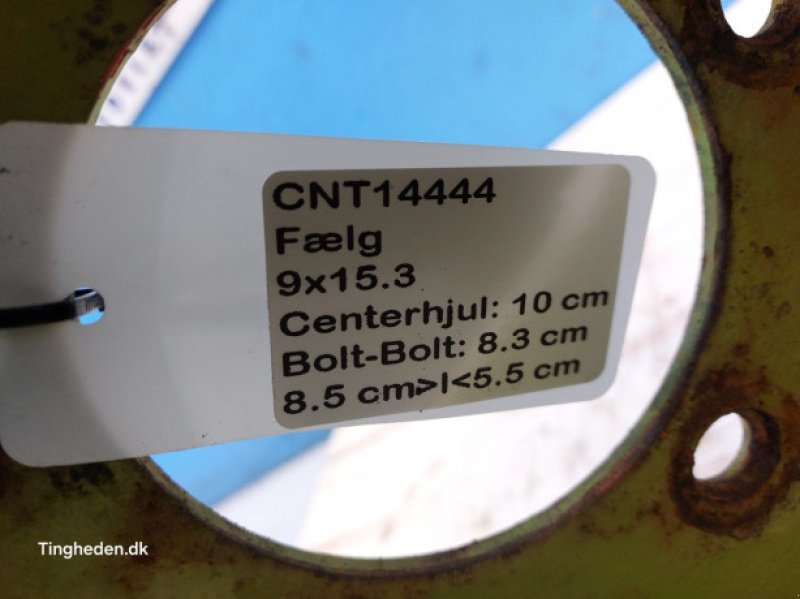 CNT14444
Fælg
9x15.3
Centerhjul: 10 cm
Bolt-Bolt: 8.3 cm
8.5 cm>I<5.5 cm
Tingheden.dk